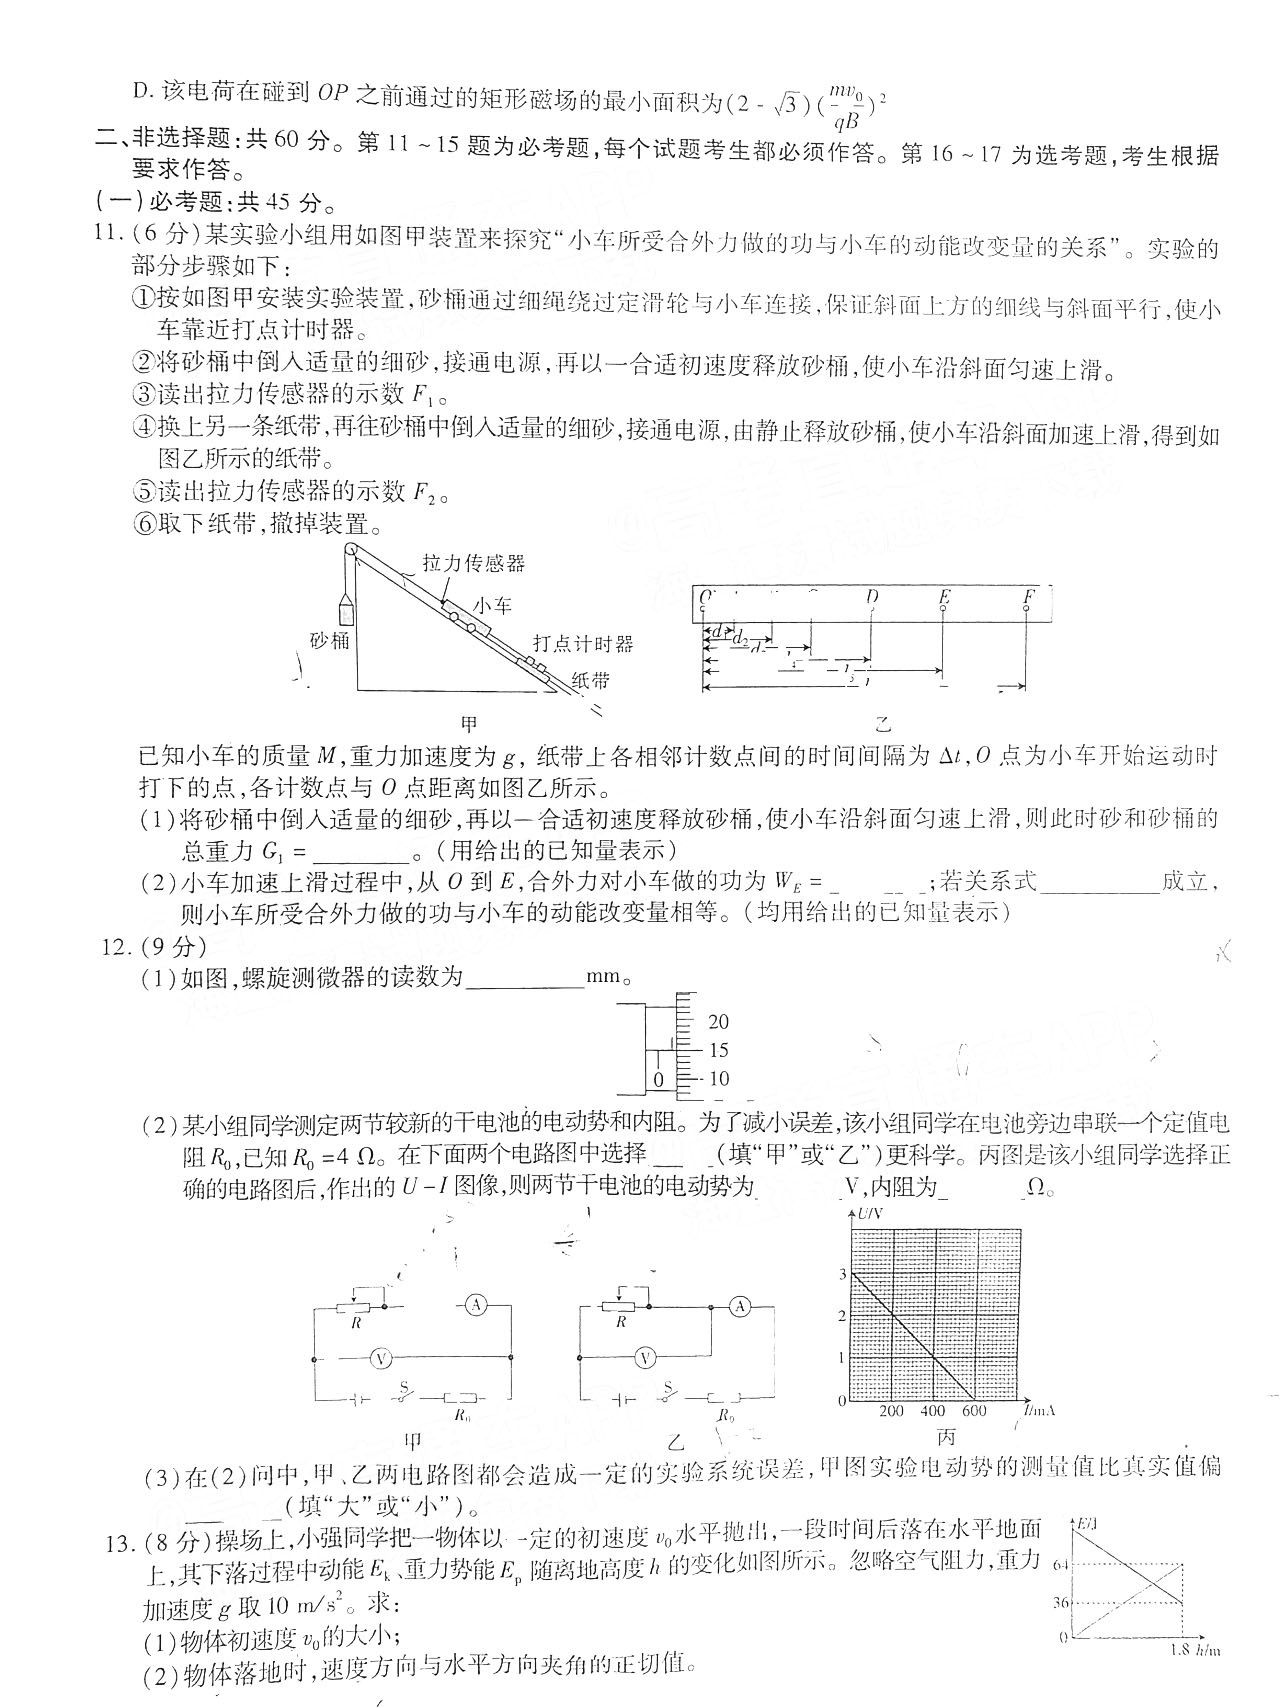 D. 该电荷在碰到 OP 之前通过的矩形磁场的最小面积为(2 - √3)(mv₀/qB)²
二、非选择题:共 60 分。第 11 ~ 15 题为必考题,每个试题考生都必须作答。第 16 ~ 17 为选考题,考生根据
要求作答。
(一)必考题:共 45 分。
11. (6 分)某实验小组用如图甲装置来探究“小车所受合外力做的功与小车的动能改变量的关系”。实验的
部分步骤如下:
①按如图甲安装实验装置,砂桶通过细绳绕过定滑轮与小车连接,保证斜面上方的细线与斜面平行,使小
车靠近打点计时器。
②将砂桶中倒入适量的细砂,接通电源,再以一合适初速度释放砂桶,使小车沿斜面匀速上滑。
③读出拉力传感器的示数 F₁。
④换上另一条纸带,再往砂桶中倒入适量的细砂,接通电源,由静止释放砂桶,使小车沿斜面加速上滑,得到如
图乙所示的纸带。
⑤读出拉力传感器的示数 F₂。
⑥取下纸带,撤掉装置。
拉力传感器
小车
砂桶
打点计时器
纸带
甲
O D E F
d₁
d₂
乙
已知小车的质量 M,重力加速度为 g, 纸带上各相邻计数点间的时间间隔为 Δt,O 点为小车开始运动时
打下的点,各计数点与 O 点距离如图乙所示。
(1)将砂桶中倒入适量的细砂,再以一合适初速度释放砂桶,使小车沿斜面匀速上滑,则此时砂和砂桶的
总重力 G₁ = ________。(用给出的已知量表示)
(2)小车加速上滑过程中,从 O 到 E,合外力对小车做的功为 W_E = ________;若关系式__________成立,
则小车所受合外力做的功与小车的动能改变量相等。(均用给出的已知量表示)
12. (9 分)
(1)如图,螺旋测微器的读数为__________mm。
20
15
0 10
(2)某小组同学测定两节较新的干电池的电动势和内阻。为了减小误差,该小组同学在电池旁边串联一个定值电
阻 R₀,已知 R₀ =4 Ω。在下面两个电路图中选择 _____(填“甲”或“乙”)更科学。丙图是该小组同学选择正
确的电路图后,作出的 U - I 图像,则两节干电池的电动势为________V,内阻为________Ω。
R A V S R₀
甲
R A V S R₀
乙
U/V
3
2
1
0 200 400 600 I/mA
丙
(3)在(2)问中,甲、乙两电路图都会造成一定的实验系统误差,甲图实验电动势的测量值比真实值偏
________(填“大”或“小”)。
13. (8 分)操场上,小强同学把一物体以一定的初速度 v₀水平抛出,一段时间后落在水平地面
上,其下落过程中动能 Eₖ、重力势能 Eₚ 随离地高度 h 的变化如图所示。忽略空气阻力,重力
加速度 g 取 10 m/s²。求:
(1)物体初速度 v₀的大小;
(2)物体落地时,速度方向与水平方向夹角的正切值。
E/J
64
36
0 1.8 h/m